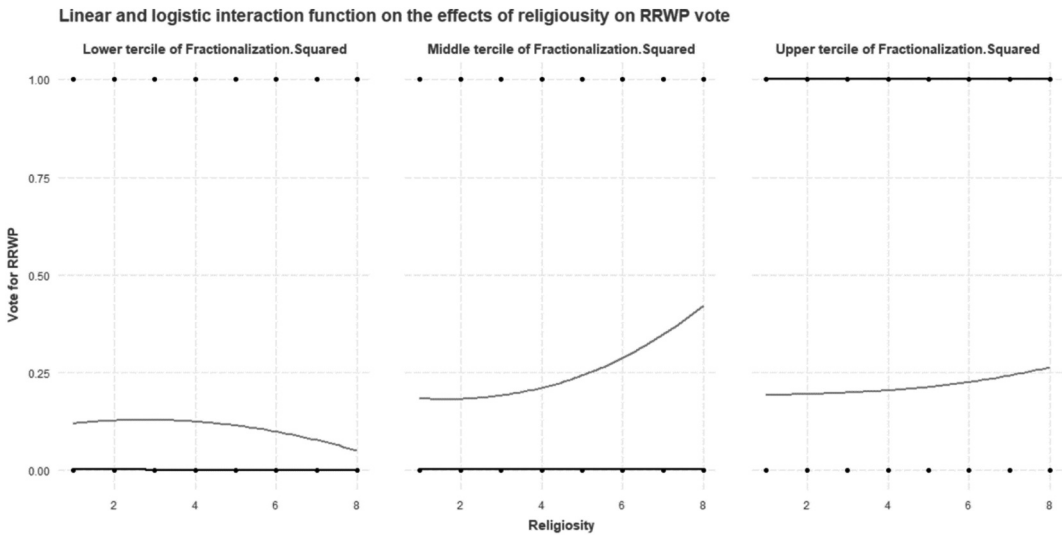 Linear and logistic interaction function on the effects of religiousity on RRWP vote
Lower tercile of Fractionalization.Squared
Middle tercile of Fractionalization.Squared
Upper tercile of Fractionalization.Squared
Vote for RRWP
1.00
0.75
0.50
0.25
0.00
2 4 6 8
2 4 6 8
2 4 6 8
Religiosity